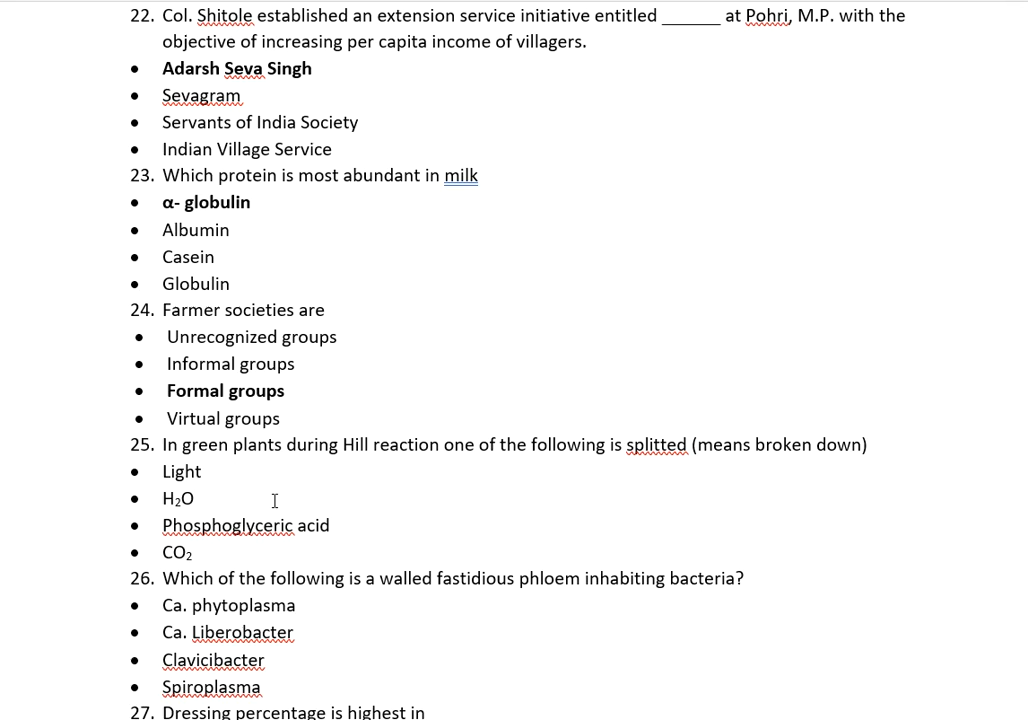 22. Col. Shitole established an extension service initiative entitled ______ at Pohri, M.P. with the
objective of increasing per capita income of villagers.
• Adarsh Seva Singh
• Sevagram
• Servants of India Society
• Indian Village Service
23. Which protein is most abundant in milk
• α- globulin
• Albumin
• Casein
• Globulin
24. Farmer societies are
• Unrecognized groups
• Informal groups
• Formal groups
• Virtual groups
25. In green plants during Hill reaction one of the following is splitted (means broken down)
• Light
• H₂O
• Phosphoglyceric acid
• CO₂
26. Which of the following is a walled fastidious phloem inhabiting bacteria?
• Ca. phytoplasma
• Ca. Liberobacter
• Clavicibacter
• Spiroplasma
27. Dressing percentage is highest in